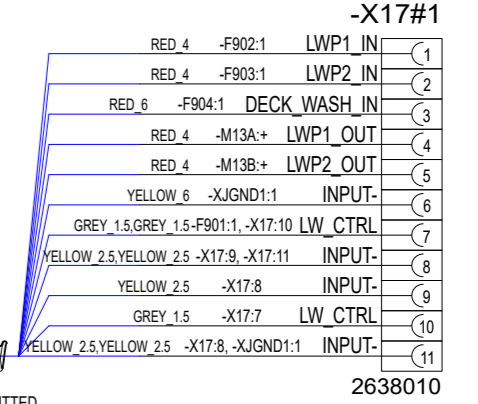 -X17#1
RED_4 -F902:1 LWP1_IN 1
RED_4 -F903:1 LWP2_IN 2
RED_6 -F904:1 DECK_WASH_IN 3
RED_4 -M13A:+ LWP1_OUT 4
RED_4 -M13B:+ LWP2_OUT 5
YELLOW_6 -XJGND1:1 INPUT- 6
GREY_1.5,GREY_1.5 -F901:1, -X17:10 LW_CTRL 7
YELLOW_2.5,YELLOW_2.5 -X17:9, -X17:11 INPUT- 8
YELLOW_2.5 -X17:8 INPUT- 9
GREY_1.5 -X17:7 LW_CTRL 10
YELLOW_2.5,YELLOW_2.5 -X17:8, -XJGND1:1 INPUT- 11
2638010